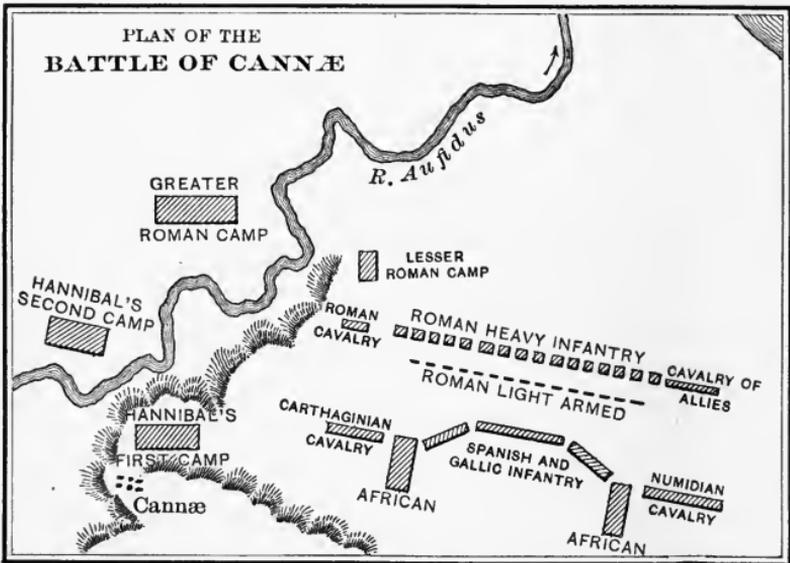 PLAN OF THE
BATTLE OF CANNÆ
R. Aufidus
GREATER
ROMAN CAMP
LESSER
ROMAN CAMP
HANNIBAL'S
SECOND CAMP
ROMAN
CAVALRY
ROMAN HEAVY INFANTRY
CAVALRY OF
ALLIES
ROMAN LIGHT ARMED
HANNIBAL'S
FIRST CAMP
Cannæ
CARTHAGINIAN
CAVALRY
AFRICAN
SPANISH AND
GALLIC INFANTRY
NUMIDIAN
CAVALRY
AFRICAN